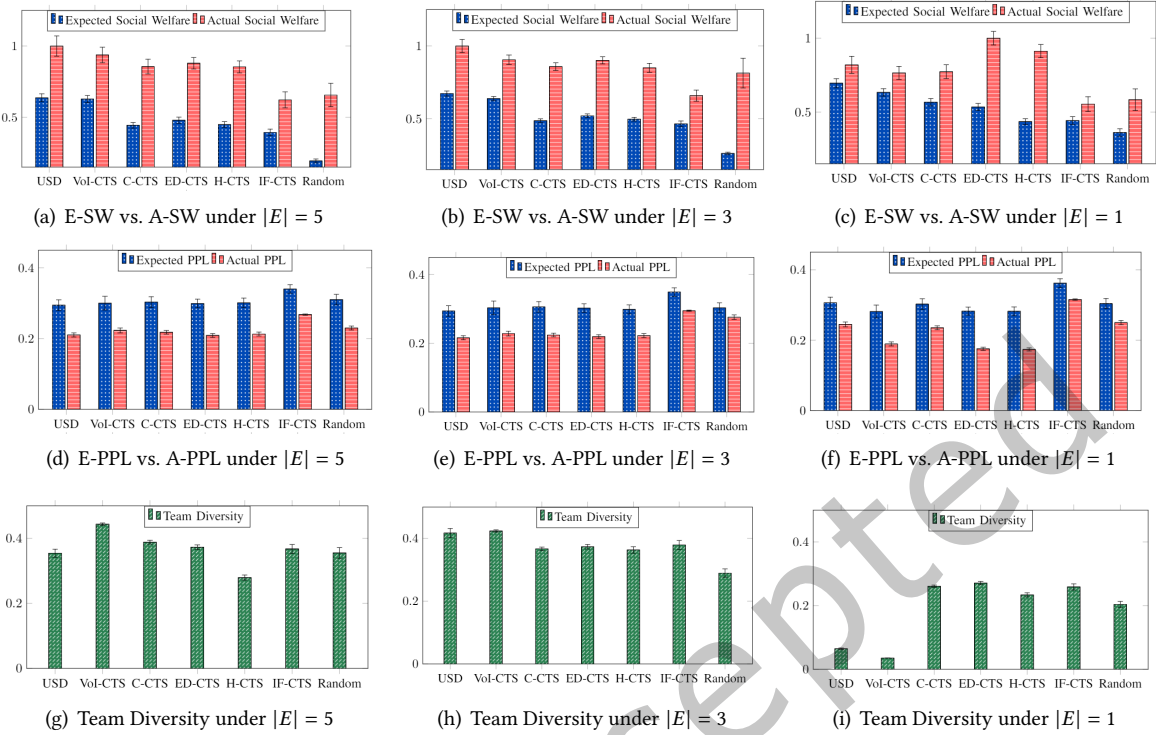 Expected Social Welfare Actual Social Welfare
1
0.5
USD VoI-CTS C-CTS ED-CTS H-CTS IF-CTS Random
(a) E-SW vs. A-SW under |E| = 5
Expected Social Welfare Actual Social Welfare
1
0.5
USD VoI-CTS C-CTS ED-CTS H-CTS IF-CTS Random
(b) E-SW vs. A-SW under |E| = 3
Expected Social Welfare Actual Social Welfare
1
0.5
USD VoI-CTS C-CTS ED-CTS H-CTS IF-CTS Random
(c) E-SW vs. A-SW under |E| = 1
Expected PPL Actual PPL
0.4
0.2
0
USD VoI-CTS C-CTS ED-CTS H-CTS IF-CTS Random
(d) E-PPL vs. A-PPL under |E| = 5
Expected PPL Actual PPL
0.4
0.2
0
USD VoI-CTS C-CTS ED-CTS H-CTS IF-CTS Random
(e) E-PPL vs. A-PPL under |E| = 3
Expected PPL Actual PPL
0.4
0.2
0
USD VoI-CTS C-CTS ED-CTS H-CTS IF-CTS Random
(f) E-PPL vs. A-PPL under |E| = 1
Team Diversity
0.4
0.2
0
USD VoI-CTS C-CTS ED-CTS H-CTS IF-CTS Random
(g) Team Diversity under |E| = 5
Team Diversity
0.4
0.2
0
USD VoI-CTS C-CTS ED-CTS H-CTS IF-CTS Random
(h) Team Diversity under |E| = 3
Team Diversity
0.4
0.2
0
USD VoI-CTS C-CTS ED-CTS H-CTS IF-CTS Random
(i) Team Diversity under |E| = 1
cepted